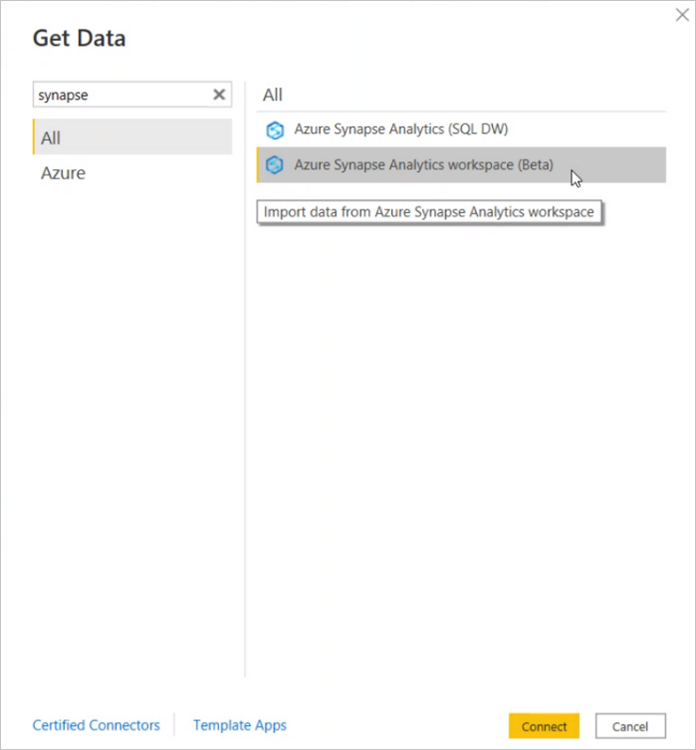 Get Data
synapse
All
Azure
All
Azure Synapse Analytics (SQL DW)
Azure Synapse Analytics workspace (Beta)
Import data from Azure Synapse Analytics workspace
Certified Connectors
Template Apps
Connect
Cancel